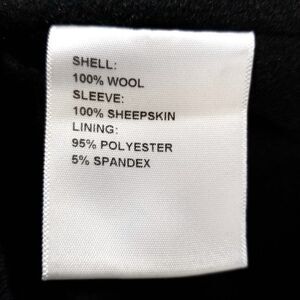 SHELL:
100% WOOL
SLEEVE:
100% SHEEPSKIN
LINING:
95% POLYESTER
5% SPANDEX